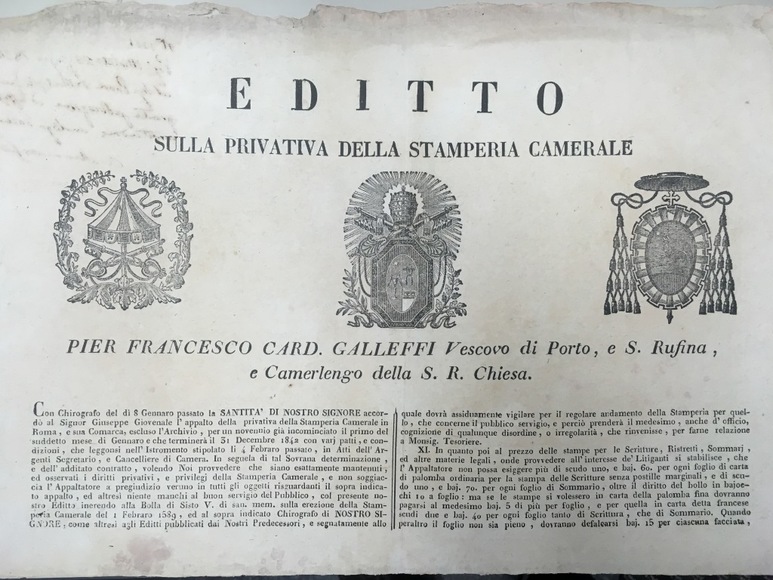 EDITTO
SULLA PRIVATIVA DELLA STAMPERIA CAMERALE
PIER FRANCESCO CARD. GALLEFFI Vescovo di Porto, e S. Rufina,
e Camerlengo della S. R. Chiesa.
Con Chirografo del dì 8 Gennaro passato la SANTITA' DI NOSTRO SIGNORE accor-
dò al Signor Giuseppe Giovenale l'appalto della privativa della Stamperia Camerale in
Roma, e sua Comarca, escluso l'Archivio, per un noventio già incominciato il primo del
suddetto mese di Gennaro e che terminerà li 31 Decembre 1842 con varj patti, e con-
dizioni, che leggonsi nell'Istromento stipolato li 4 Febraro passato, in Atti dell'Ar-
genti Segretario, e Cancelliere di Camera. In seguela di tal Sovrana determinazione,
e dell'additato contratto, volendo Noi provvedere che siano esattamente mantenuti,
ed osservati i diritti privativi, e privilegj della Stamperia Camerale, e non soggiac-
cia l'Appaltatore a pregiudizio veruno in tutti gli oggetti risguardanti il sopra indica-
to appalto, ed altresì niente manchi al buon servigio del Pubblico, col presente no-
stro Editto inerendo alla Bolla di Sisto V. di san. mem. sulla erezione della Stam-
peria Camerale del 1 Febraro 1589, ed al sopra indicato Chirografo di NOSTRO SI-
GNORE, come altresì agli Editti pubblicati dai Nostri Predecessori, e segnatamente allo
quale dovrà assiduamente vigilare per il regolare andamento della Stamperia per quel-
lo, che concerne il pubblico servigio, e perciò prenderà il medesimo, anche d'officio,
cognizione di qualunque disordine, o irregolarità, che rinvenisse, per farne relazione
a Monsig. Tesoriere.
XI. In quanto poi al prezzo delle stampe per le Scritture, Ristretti, Sommarj,
ed altre materie legali, onde provvedere all'interesse de' Litiganti si stabilisce, che
l'Appaltatore non possa esiggere più di scudo uno, e baj. 60. per ogni foglio di carta
di palomba ordinaria per la stampa delle Scritture senza postille marginali, e di scu-
do uno, e baj. 70. per ogni foglio di Sommario, oltre il diritto del bollo in bajoc-
chi 10 a foglio: ma se le stampe si volessero in carta della palomba fina dovranno
pagarsi al medesimo baj. 5 di più per foglio, e per quella in carta detta francese
scudi due e baj. 40 per ogni foglio tanto di Scrittura, che di Sommario. Quando
peraltro il foglio non sia pieno, dovranno defalcarsi baj. 15 per ciascuna facciata,